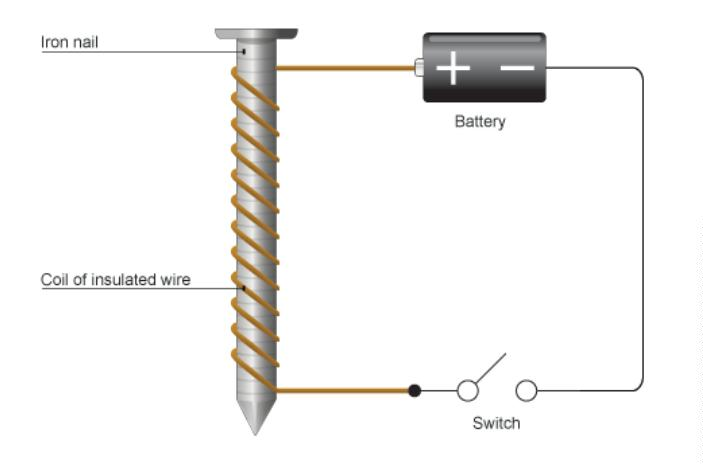 Iron nail
+ −
Battery
Coil of insulated wire
Switch